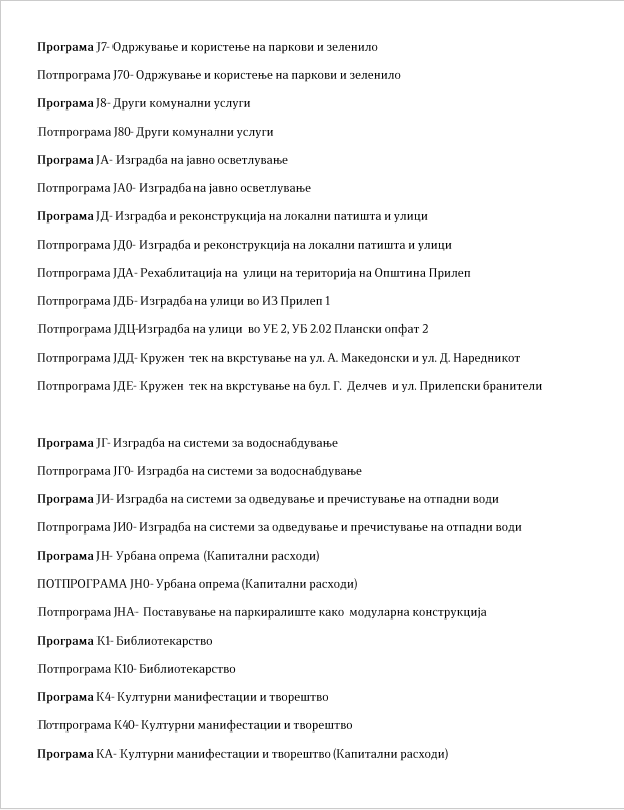 Програма Ј7- Одржување и користење на паркови и зеленило
Потпрограма Ј70- Одржување и користење на паркови и зеленило
Програма Ј8- Други комунални услуги
Потпрограма Ј80- Други комунални услуги
Програма ЈА- Изградба на јавно осветлување
Потпрограма ЈА0- Изградба на јавно осветлување
Програма ЈД- Изградба и реконструкција на локални патишта и улици
Потпрограма ЈД0- Изградба и реконструкција на локални патишта и улици
Потпрограма ЈДА- Рехаблитација на улици на територија на Општина Прилеп
Потпрограма ЈДБ- Изградба на улици во ИЗ Прилеп 1
Потпрограма ЈДЦ-Изградба на улици во УЕ 2, УБ 2.02 Плански опфат 2
Потпрограма ЈДД- Кружен тек на вкрстување на ул. А. Македонски и ул. Д. Наредникот
Потпрограма ЈДЕ- Кружен тек на вкрстување на бул. Г. Делчев и ул. Прилепски бранители
Програма ЈГ- Изградба на системи за водоснабдување
Потпрограма ЈГ0- Изградба на системи за водоснабдување
Програма ЈИ- Изградба на системи за одведување и пречистување на отпадни води
Потпрограма ЈИ0- Изградба на системи за одведување и пречистување на отпадни води
Програма ЈН- Урбана опрема (Капитални расходи)
ПОТПРОГРАМА ЈН0- Урбана опрема (Капитални расходи)
Потпрограма ЈНА- Поставување на паркиралиште како модуларна конструкција
Програма К1- Библиотекарство
Потпрограма К10- Библиотекарство
Програма К4- Културни манифестации и творештво
Потпрограма К40- Културни манифестации и творештво
Програма КА- Културни манифестации и творештво (Капитални расходи)